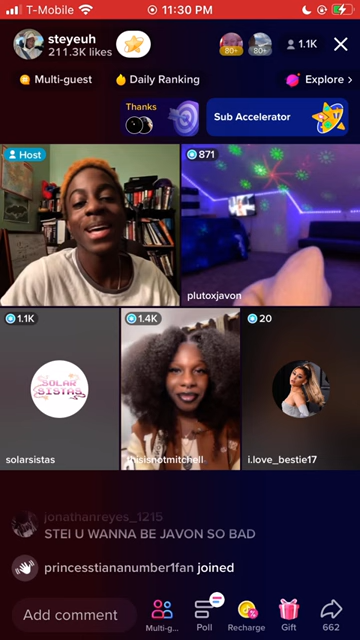 T-Mobile
11:30 PM
steyeuh
211.3K likes
80+
80+
1.1K
Multi-guest
Daily Ranking
Explore >
Thanks
Sub Accelerator
Host
871
plutoxjavon
1.1K
SOLAR
SISTAS
solarsistas
1.4K
thisisnotmitchell
20
i.love_bestie17
jonathanreyes_1215
STEI U WANNA BE JAVON SO BAD
princesstiananumber1fan joined
Add comment
Multi-g...
Poll
Recharge
Gift
662